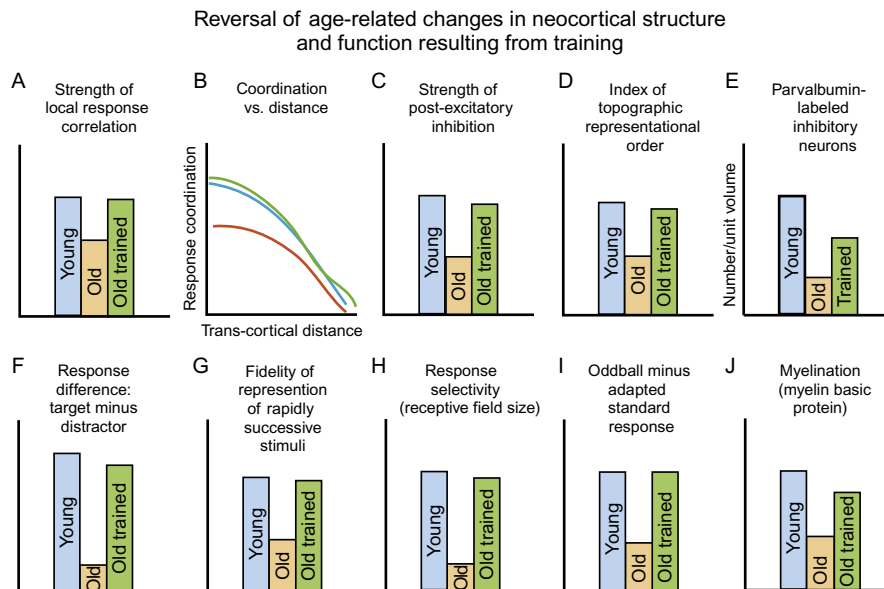 Reversal of age-related changes in neocortical structure
and function resulting from training
A
Strength of
local response
correlation
Young
Old
Old trained
B
Coordination
vs. distance
Response coordination
Trans-cortical distance
C
Strength of
post-excitatory
inhibition
Young
Old
Old trained
D
Index of
topographic
representational
order
Young
Old
Old trained
E
Parvalbumin-
labeled
inhibitory
neurons
Number/unit volume
Young
Old
Trained
F
Response
difference:
target minus
distractor
Young
Old
Old trained
G
Fidelity of
represention
of rapidly
successive
stimuli
Young
Old
Old trained
H
Response
selectivity
(receptive field size)
Young
Old
Old trained
I
Oddball minus
adapted
standard
response
Young
Old
Old trained
J
Myelination
(myelin basic
protein)
Young
Old
Old trained